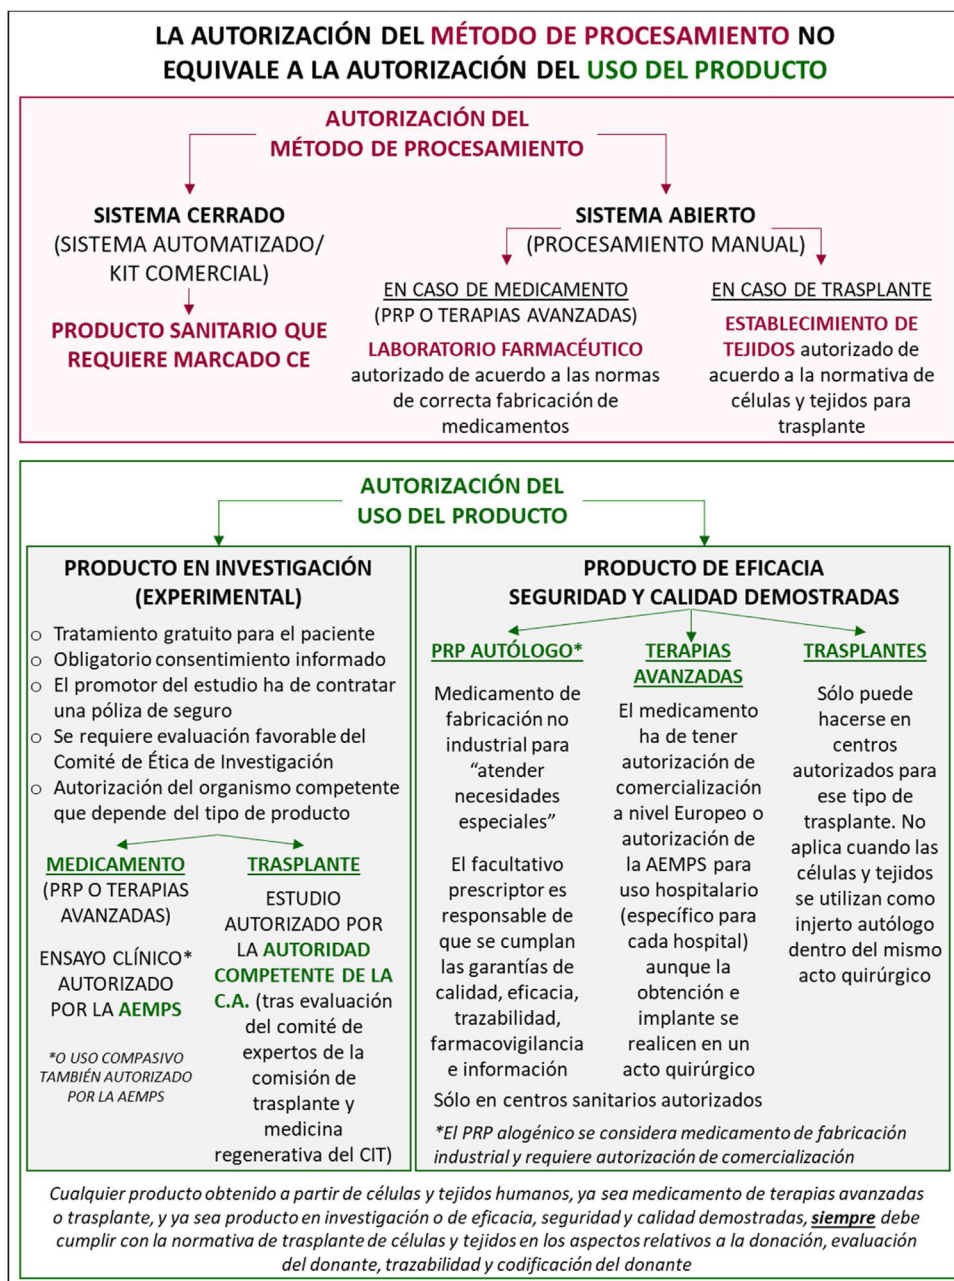 LA AUTORIZACIÓN DEL MÉTODO DE PROCESAMIENTO NO
EQUIVALE A LA AUTORIZACIÓN DEL USO DEL PRODUCTO
AUTORIZACIÓN DEL
MÉTODO DE PROCESAMIENTO
SISTEMA CERRADO
(SISTEMA AUTOMATIZADO/
KIT COMERCIAL)
PRODUCTO SANITARIO QUE
REQUIERE MARCADO CE
SISTEMA ABIERTO
(PROCESAMIENTO MANUAL)
EN CASO DE MEDICAMENTO
(PRP O TERAPIAS AVANZADAS)
LABORATORIO FARMACÉUTICO
autorizado de acuerdo a las normas
de correcta fabricación de
medicamentos
EN CASO DE TRASPLANTE
ESTABLECIMIENTO DE
TEJIDOS autorizado de
acuerdo a la normativa de
células y tejidos para
trasplante
AUTORIZACIÓN DEL
USO DEL PRODUCTO
PRODUCTO EN INVESTIGACIÓN
(EXPERIMENTAL)
o Tratamiento gratuito para el paciente
o Obligatorio consentimiento informado
o El promotor del estudio ha de contratar
una póliza de seguro
o Se requiere evaluación favorable del
Comité de Ética de Investigación
o Autorización del organismo competente
que depende del tipo de producto
MEDICAMENTO
(PRP O TERAPIAS
AVANZADAS)
ENSAYO CLÍNICO*
AUTORIZADO
POR LA AEMPS
*O USO COMPASIVO
TAMBIÉN AUTORIZADO
POR LA AEMPS
TRASPLANTE
ESTUDIO
AUTORIZADO POR
LA AUTORIDAD
COMPETENTE DE LA
C.A. (tras evaluación
del comité de
expertos de la
comisión de
trasplante y
medicina
regenerativa del CIT)
PRODUCTO DE EFICACIA
SEGURIDAD Y CALIDAD DEMOSTRADAS
PRP AUTÓLOGO*
Medicamento de
fabricación no
industrial para
“atender
necesidades
especiales”
El facultativo
prescriptor es
responsable de
que se cumplan
las garantías de
calidad, eficacia,
trazabilidad,
farmacovigilancia
e información
TERAPIAS
AVANZADAS
El medicamento
ha de tener
autorización de
comercialización
a nivel Europeo o
autorización de
la AEMPS para
uso hospitalario
(específico para
cada hospital)
aunque la
obtención e
implante se
realicen en un
acto quirúrgico
TRASPLANTES
Sólo puede
hacerse en
centros
autorizados para
ese tipo de
trasplante. No
aplica cuando las
células y tejidos
se utilizan como
injerto autólogo
dentro del mismo
acto quirúrgico
Sólo en centros sanitarios autorizados
*El PRP alogénico se considera medicamento de fabricación
industrial y requiere autorización de comercialización
Cualquier producto obtenido a partir de células y tejidos humanos, ya sea medicamento de terapias avanzadas
o trasplante, y ya sea producto en investigación o de eficacia, seguridad y calidad demostradas, siempre debe
cumplir con la normativa de trasplante de células y tejidos en los aspectos relativos a la donación, evaluación
del donante, trazabilidad y codificación del donante